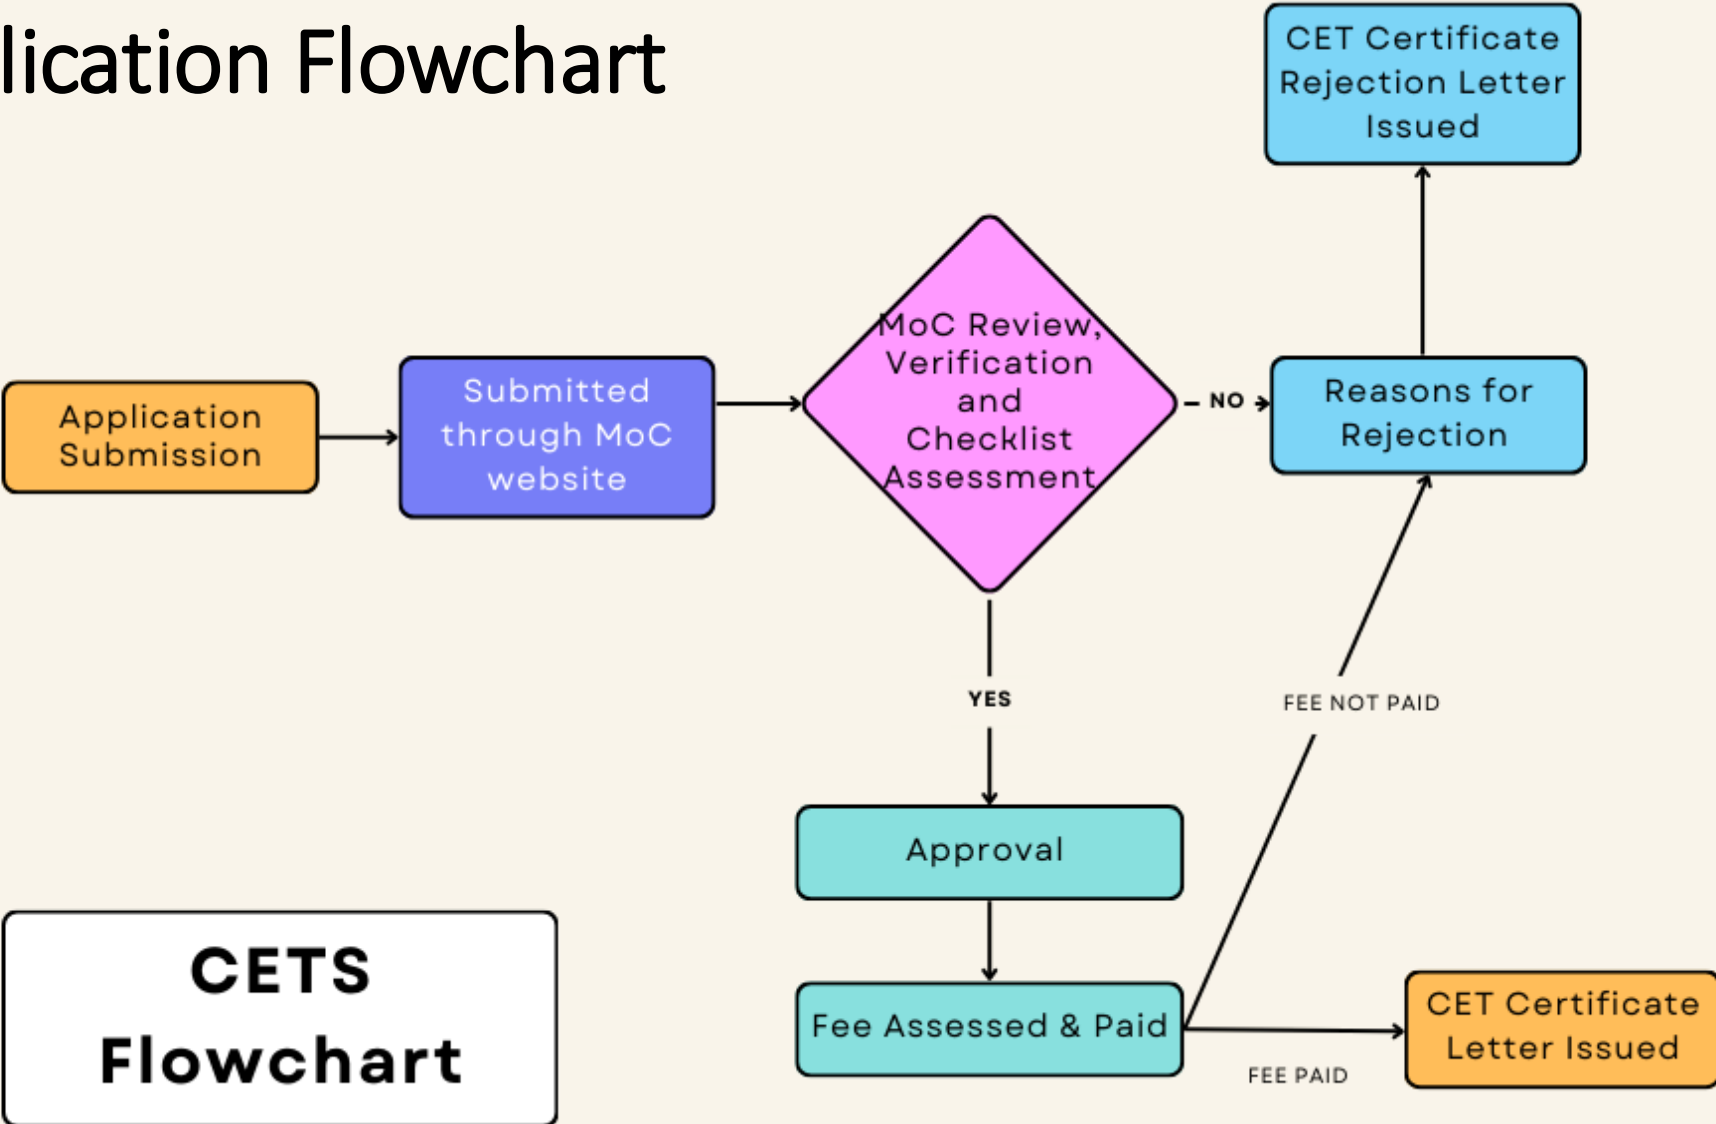 lication Flowchart
CET Certificate
Rejection Letter
Issued
MoC Review,
Verification
and
Checklist
Assessment
NO
Reasons for
Rejection
Submitted
through MoC
website
Application
Submission
YES
FEE NOT PAID
Approval
Fee Assessed & Paid
FEE PAID
CET Certificate
Letter Issued
CETS
Flowchart